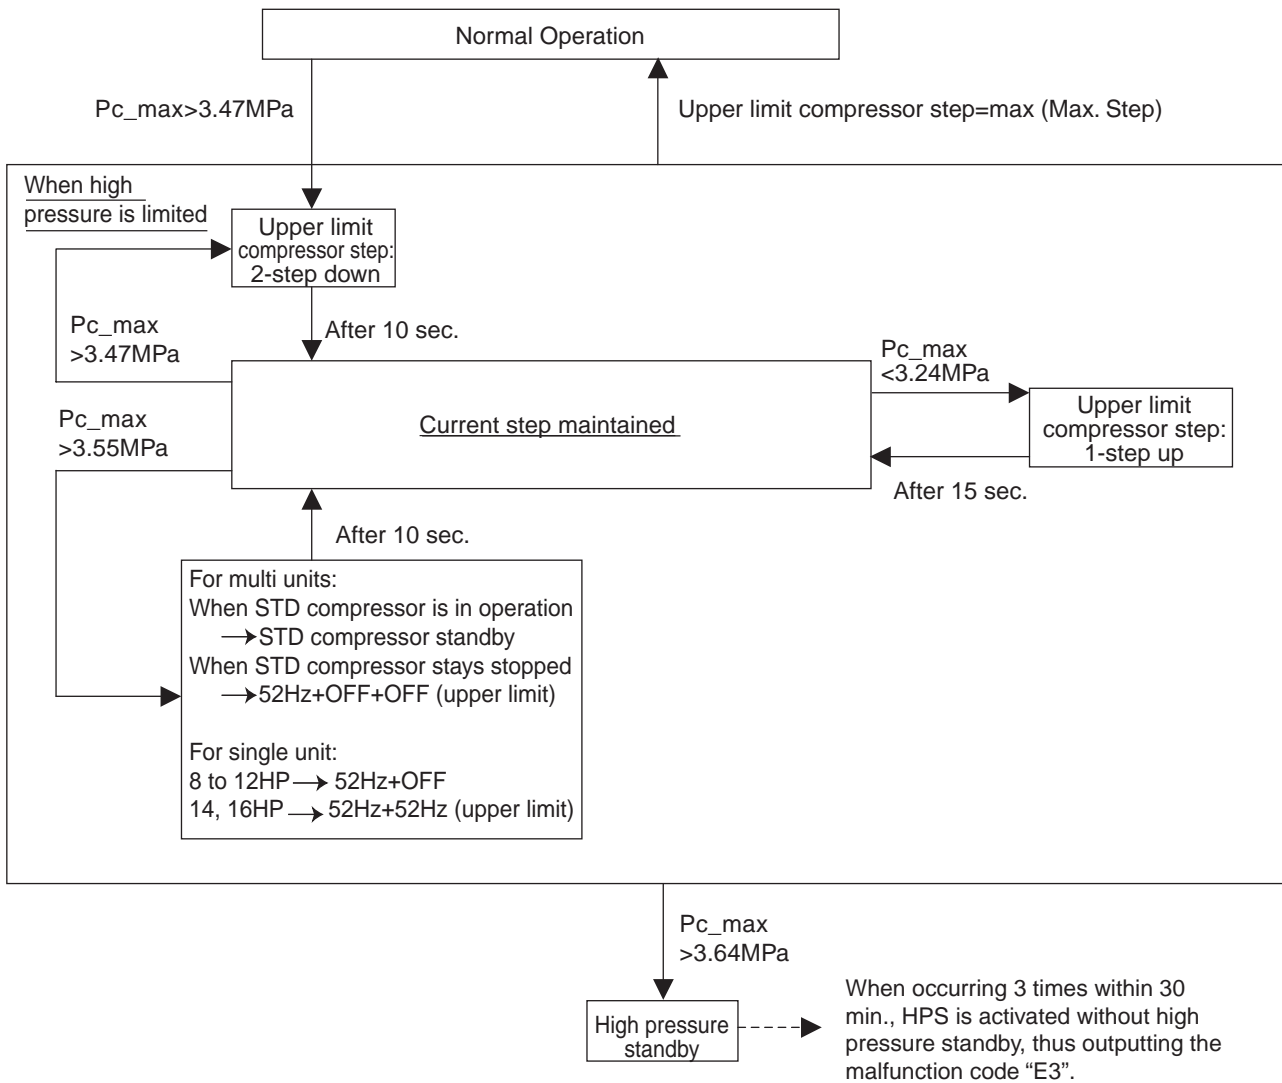 Normal Operation
Pc_max>3.47MPa
Upper limit compressor step=max (Max. Step)
When high
pressure is limited
Upper limit
compressor step:
2-step down
Pc_max
>3.47MPa
After 10 sec.
Pc_max
<3.24MPa
Upper limit
compressor step:
1-step up
Pc_max
>3.55MPa
Current step maintained
After 15 sec.
After 10 sec.
For multi units:
When STD compressor is in operation
→STD compressor standby
When STD compressor stays stopped
→52Hz+OFF+OFF (upper limit)
For single unit:
8 to 12HP→52Hz+OFF
14, 16HP→52Hz+52Hz (upper limit)
Pc_max
>3.64MPa
High pressure
standby
When occurring 3 times within 30
min., HPS is activated without high
pressure standby, thus outputting the
malfunction code “E3”.